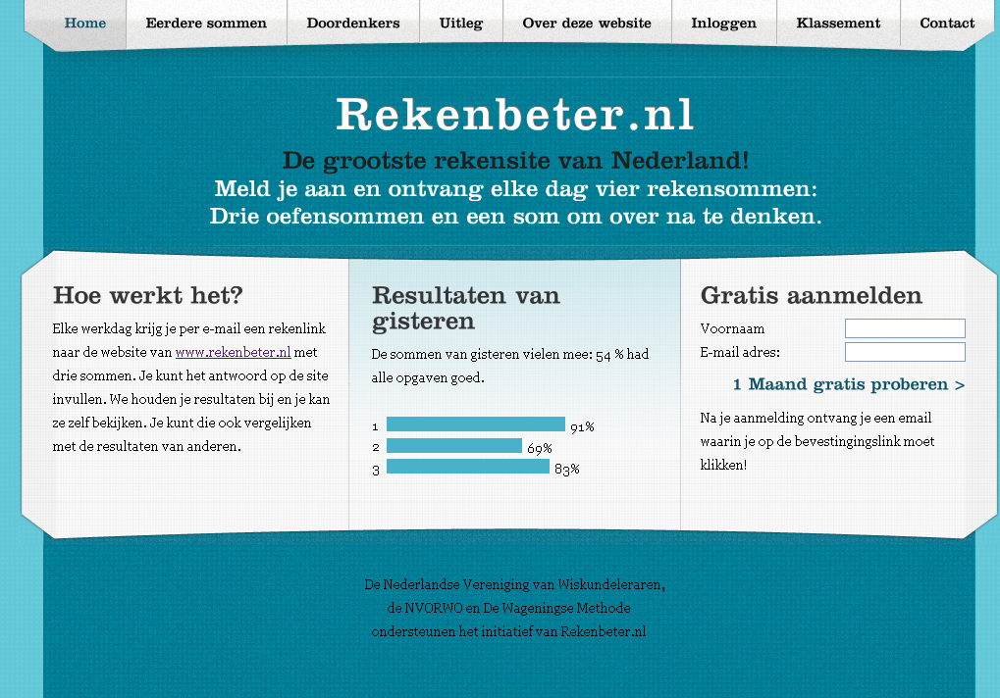 Home Eerdere sommen Doordenkers Uitleg Over deze website Inloggen Klassement Contact
Rekenbeter.nl
De grootste rekensite van Nederland!
Meld je aan en ontvang elke dag vier rekensommen:
Drie oefensommen en een som om over na te denken.
Hoe werkt het?
Elke werkdag krijg je per e-mail een rekenlink
naar de website van www.rekenbeter.nl met
drie sommen. Je kunt het antwoord op de site
invullen. We houden je resultaten bij en je kan
ze zelf bekijken. Je kunt die ook vergelijken
met de resultaten van anderen.
Resultaten van
gisteren
De sommen van gisteren vielen mee: 54 % had
alle opgaven goed.
1 91%
2 69%
3 83%
Gratis aanmelden
Voornaam
E-mail adres:
1 Maand gratis proberen >
Na je aanmelding ontvang je een email
waarin je op de bevestingingslink moet
klikken!
De Nederlandse Vereniging van Wiskundeleraren,
de NVORWO en De Wageningse Methode
ondersteunen het initiatief van Rekenbeter.nl